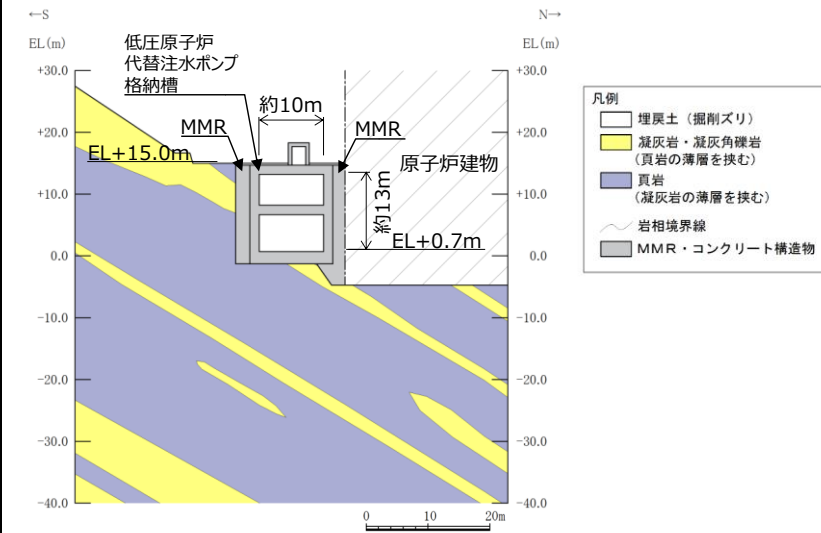 ←S
N→
EL(m)
EL(m)
低圧原子炉
代替注水ポンプ
格納槽
約10m
MMR
MMR
EL+15.0m
原子炉建物
約13m
EL+0.7m
+30.0
+20.0
+10.0
0.0
-10.0
-20.0
-30.0
-40.0
+30.0
+20.0
+10.0
0.0
-10.0
-20.0
-30.0
-40.0
0 10 20m
凡例
埋戻土（掘削ズリ）
凝灰岩・凝灰角礫岩
(頁岩の薄層を挟む)
頁岩
(凝灰岩の薄層を挟む)
岩相境界線
MMR・コンクリート構造物